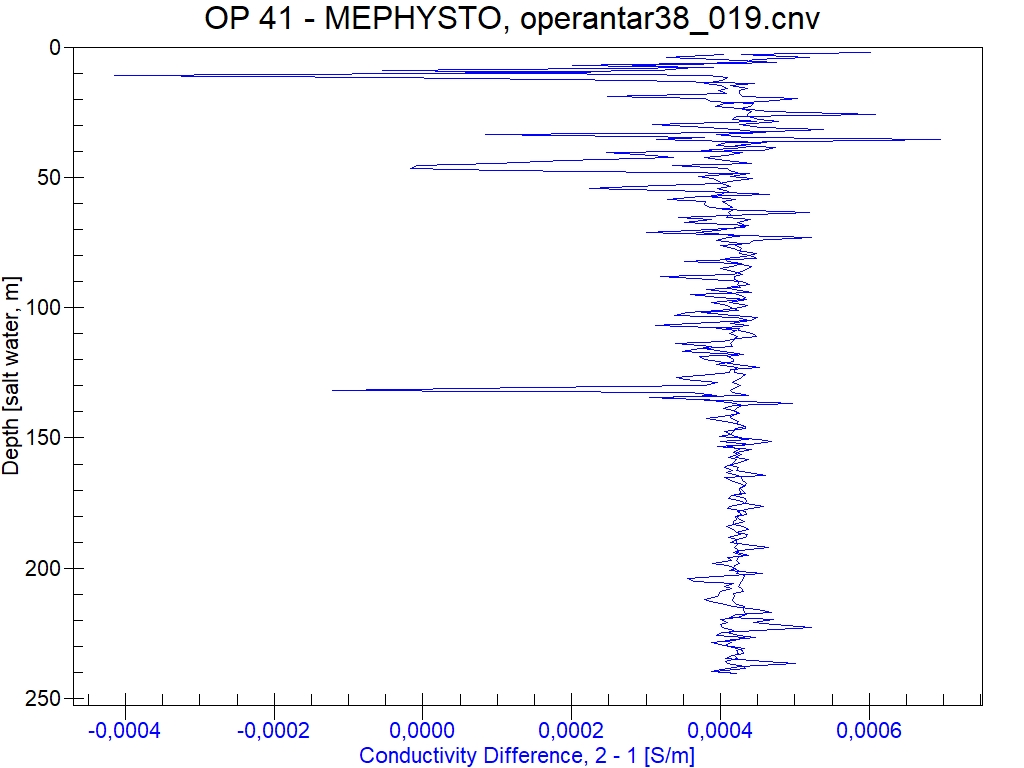 OP 41 - MEPHYSTO, operantar38_019.cnv
0
50
100
150
200
250
Depth [salt water, m]
-0,0004 -0,0002 0,0000 0,0002 0,0004 0,0006
Conductivity Difference, 2 - 1 [S/m]